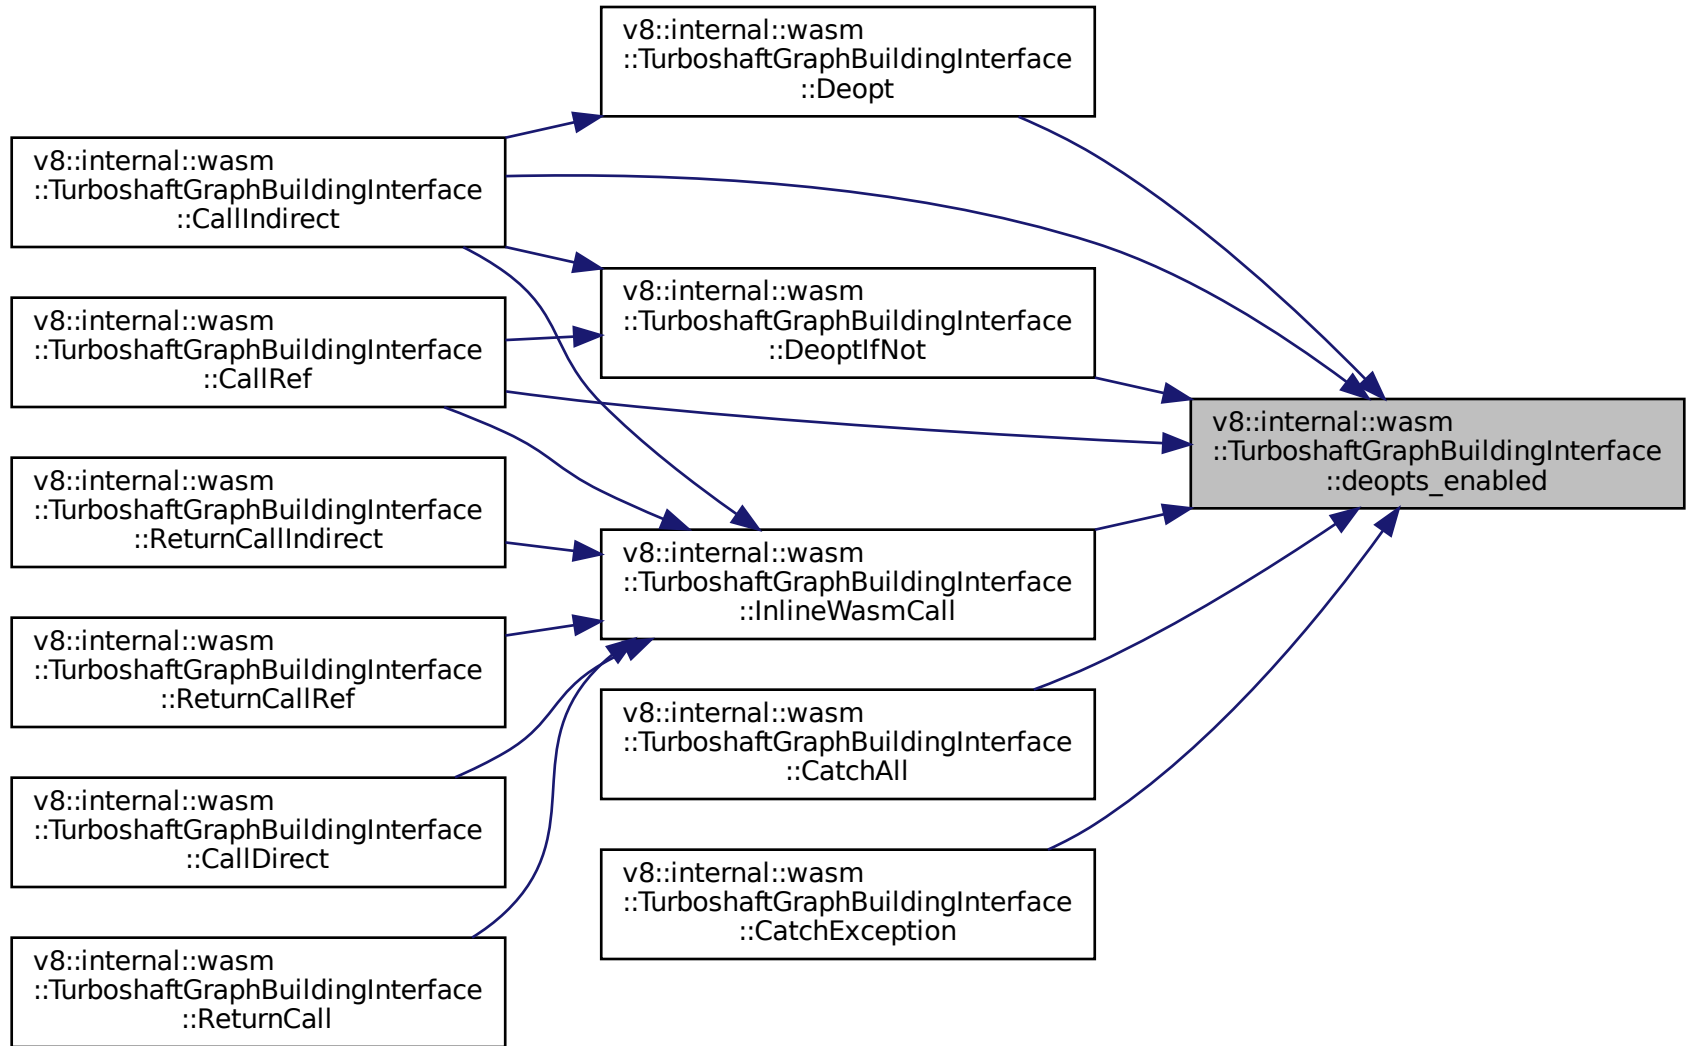 v8::internal::wasm
::TurboshaftGraphBuildingInterface
::Deopt
v8::internal::wasm
::TurboshaftGraphBuildingInterface
::CallIndirect
v8::internal::wasm
::TurboshaftGraphBuildingInterface
::DeoptIfNot
v8::internal::wasm
::TurboshaftGraphBuildingInterface
::CallRef
v8::internal::wasm
::TurboshaftGraphBuildingInterface
::deopts_enabled
v8::internal::wasm
::TurboshaftGraphBuildingInterface
::ReturnCallIndirect
v8::internal::wasm
::TurboshaftGraphBuildingInterface
::InlineWasmCall
v8::internal::wasm
::TurboshaftGraphBuildingInterface
::ReturnCallRef
v8::internal::wasm
::TurboshaftGraphBuildingInterface
::CatchAll
v8::internal::wasm
::TurboshaftGraphBuildingInterface
::CallDirect
v8::internal::wasm
::TurboshaftGraphBuildingInterface
::CatchException
v8::internal::wasm
::TurboshaftGraphBuildingInterface
::ReturnCall